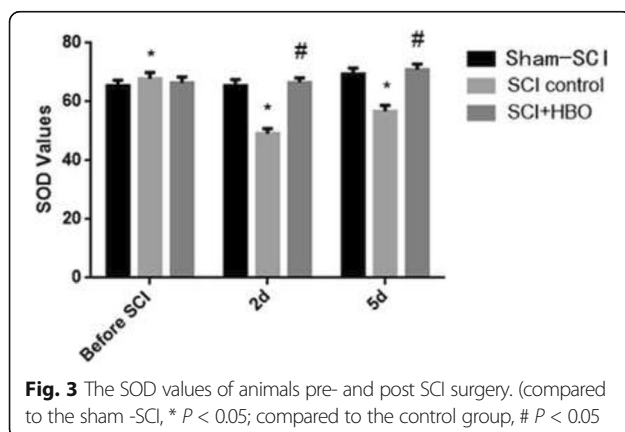 80
60
40
20
0
SOD Values
*
*
#
*
#
Before SCI
2d
5d
Sham-SCI
SCI control
SCI+HBO
Fig. 3 The SOD values of animals pre- and post SCI surgery. (compared
to the sham -SCI, * P < 0.05; compared to the control group, # P < 0.05